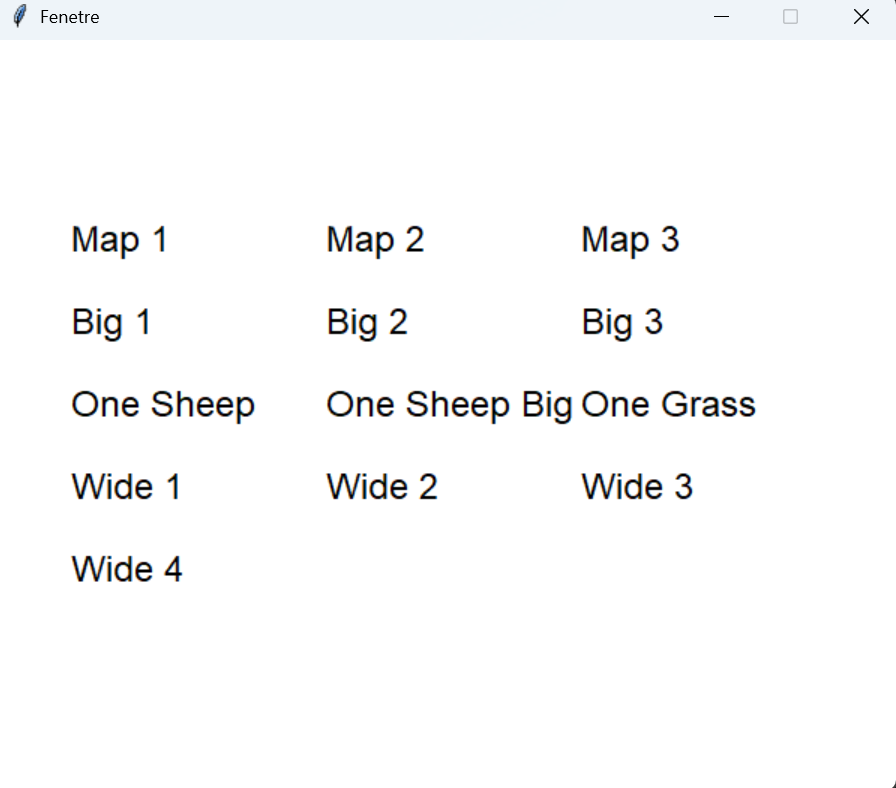 Fenetre
Map 1 Map 2 Map 3
Big 1 Big 2 Big 3
One Sheep One Sheep Big One Grass
Wide 1 Wide 2 Wide 3
Wide 4